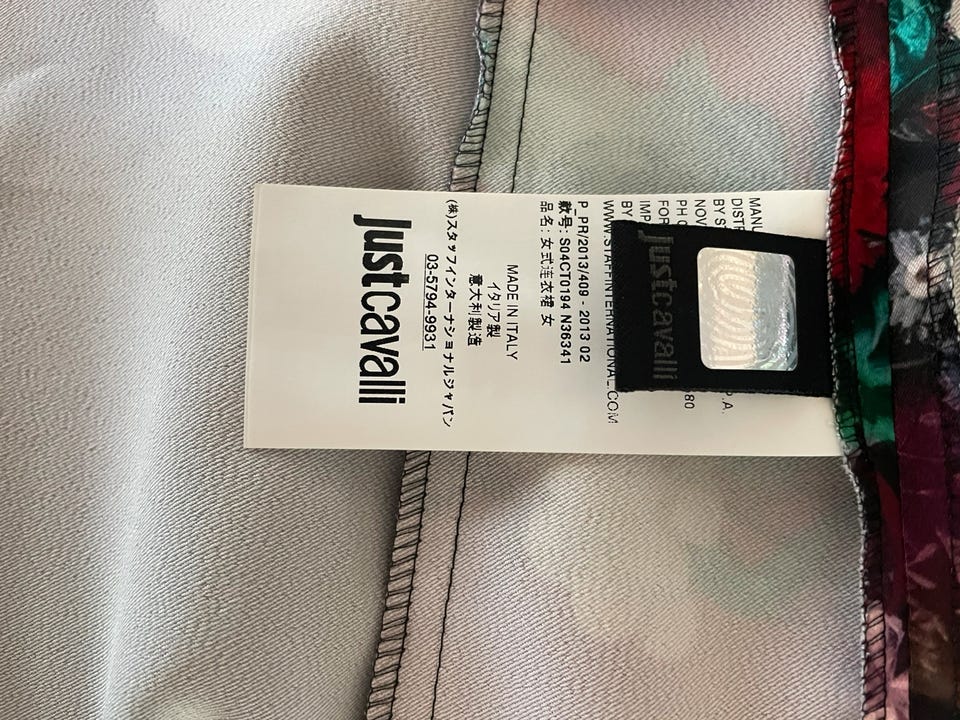 MANU
DISTR
BY S
NOV
PH
FOR
IMP
BY
P.A.
80
WWW.STAFFINTERNATIONAL.COM
P_PR/2013/409 - 2013 02
款号: S04CT0194 N36341
品名: 女式连衣裙 女
MADE IN ITALY
イタリア製
意大利製造
(株)スタッフインターナショナルジャパン
03-5794-9931
Justcavalli
Justcavalli